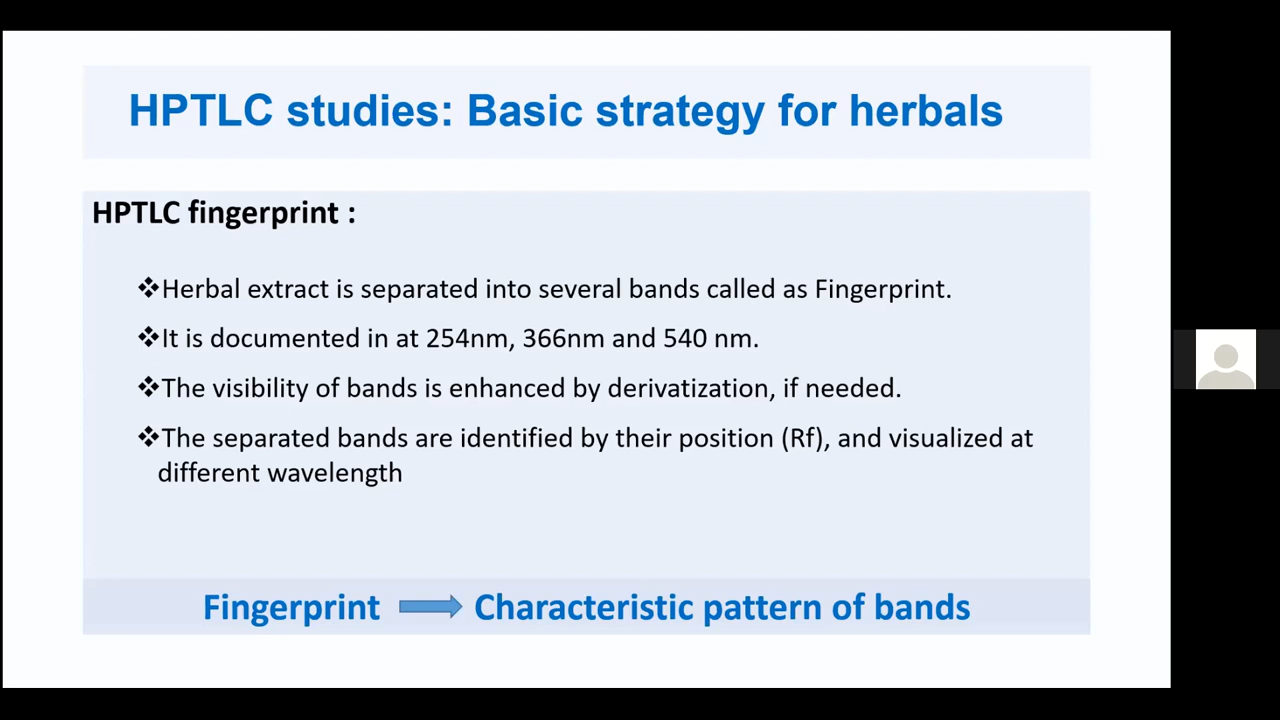 HPTLC studies: Basic strategy for herbals
HPTLC fingerprint :
❖Herbal extract is separated into several bands called as Fingerprint.
❖It is documented in at 254nm, 366nm and 540 nm.
❖The visibility of bands is enhanced by derivatization, if needed.
❖The separated bands are identified by their position (Rf), and visualized at
different wavelength
Fingerprint Characteristic pattern of bands